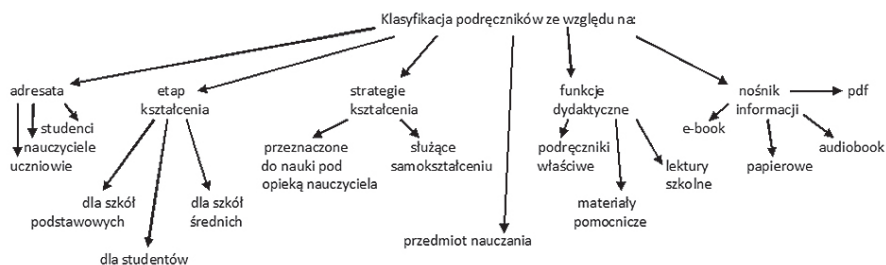 Klasyfikacja podręczników ze względu na:
adresata
studenci
nauczyciele
uczniowie
etap
kształcenia
dla szkół
podstawowych
dla studentów
dla szkół
średnich
strategie
kształcenia
przeznaczone
do nauki pod
opieką nauczyciela
służące
samokształceniu
przedmiot nauczania
funkcje
dydaktyczne
podręczniki
właściwe
materiały
pomocnicze
lektury
szkolne
nośnik
informacji
pdf
e-book
papierowe
audiobook